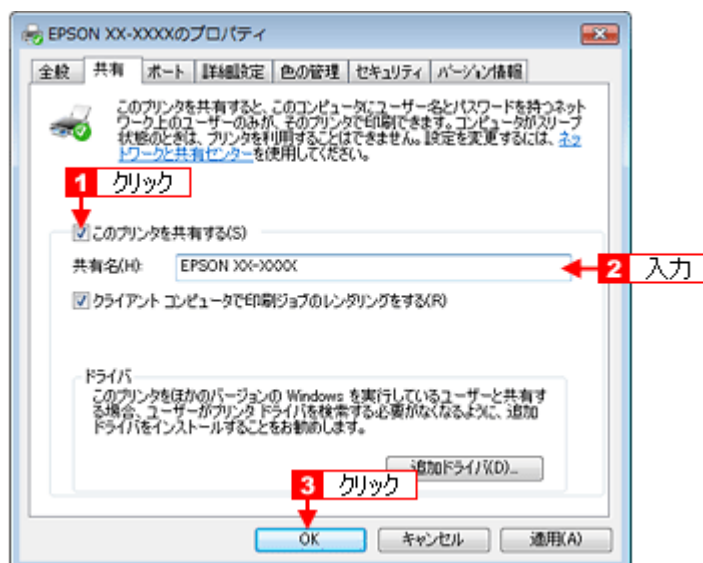 EPSON XX-XXXXのプロパティ
全般 共有 ポート 詳細設定 色の管理 セキュリティ バージョン情報
このプリンタを共有すると、このコンピュータにユーザー名とパスワードを持つネット
ワーク上のユーザーのみが、そのプリンタで印刷できます。コンピュータがスリープ
状態のときは、プリンタを利用することはできません。設定を変更するには、ネッ
トワークと共有センターを使用してください。
1 クリック
このプリンタを共有する(S)
共有名(H): EPSON XX-XXXX
2 入力
クライアント コンピュータで印刷ジョブのレンダリングをする(R)
ドライバ
このプリンタをほかのバージョンの Windows を実行しているユーザーと共有す
る場合、ユーザーがプリンタ ドライバを検索する必要がなくなるように、追加
ドライバをインストールすることをお勧めします。
追加ドライバ(D)...
3 クリック
OK キャンセル 適用(A)